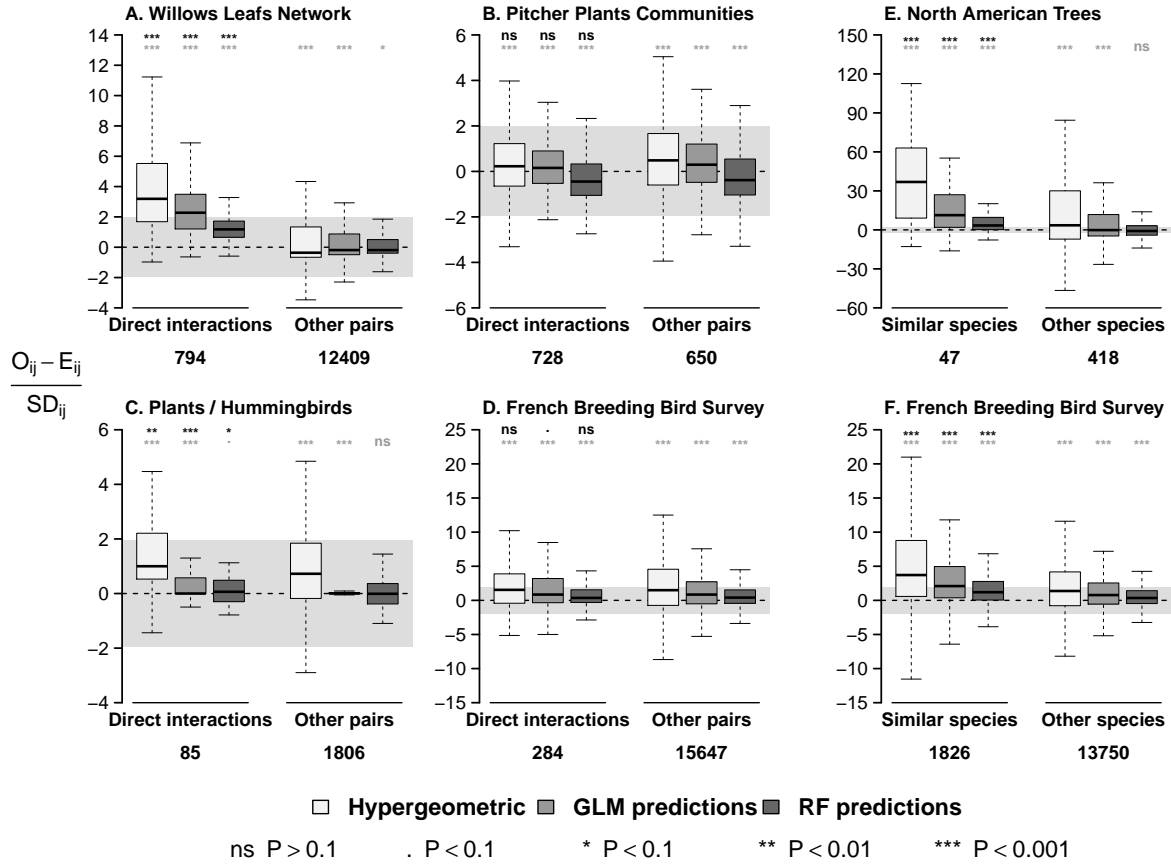 A. Willows Leafs Network
*** *** ***
*** *** *** *** *** *
14
12
10
8
6
4
2
0
−2
−4
Direct interactions Other pairs
794 12409
B. Pitcher Plants Communities
ns ns ns
*** *** *** *** *** ***
6
4
2
0
−2
−4
−6
Direct interactions Other pairs
728 650
E. North American Trees
*** *** ***
*** *** *** *** *** ns
150
120
90
60
30
0
−30
−60
Similar species Other species
47 418
O_ij − E_ij
SD_ij
C. Plants / Hummingbirds
** *** *
*** *** . *** *** ns
6
4
2
0
−2
−4
Direct interactions Other pairs
85 1806
D. French Breeding Bird Survey
ns . ns
*** *** *** *** *** ***
25
20
15
10
5
0
−5
−10
−15
Direct interactions Other pairs
284 15647
F. French Breeding Bird Survey
*** *** ***
*** *** *** *** *** ***
25
20
15
10
5
0
−5
−10
−15
Similar species Other species
1826 13750
Hypergeometric GLM predictions RF predictions
ns P > 0.1 . P < 0.1 * P < 0.1 ** P < 0.01 *** P < 0.001